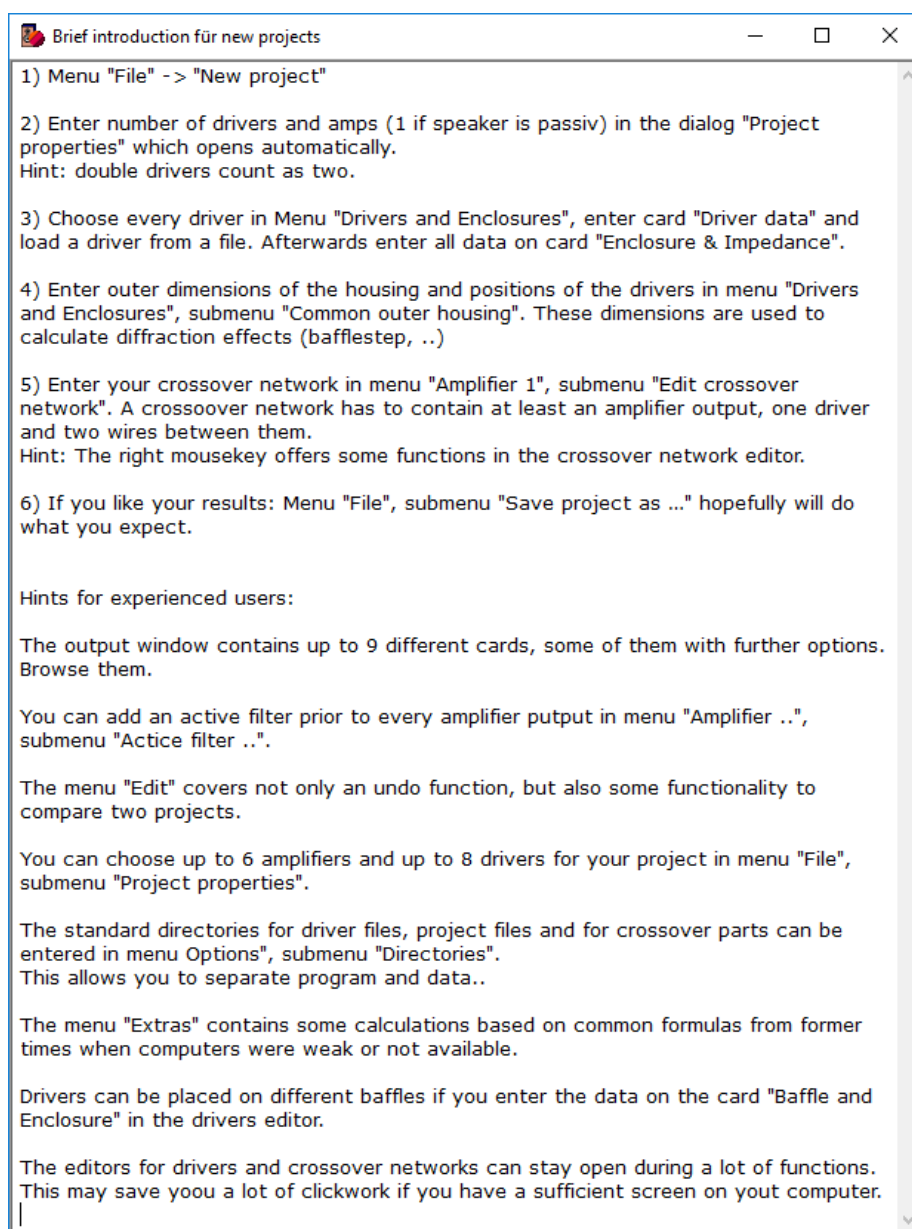 Brief introduction für new projects
1) Menu "File" -> "New project"
2) Enter number of drivers and amps (1 if speaker is passiv) in the dialog "Project
properties" which opens automatically.
Hint: double drivers count as two.
3) Choose every driver in Menu "Drivers and Enclosures", enter card "Driver data" and
load a driver from a file. Afterwards enter all data on card "Enclosure & Impedance".
4) Enter outer dimensions of the housing and positions of the drivers in menu "Drivers
and Enclosures", submenu "Common outer housing". These dimensions are used to
calculate diffraction effects (bafflestep, ..)
5) Enter your crossover network in menu "Amplifier 1", submenu "Edit crossover
network". A crossoover network has to contain at least an amplifier output, one driver
and two wires between them.
Hint: The right mousekey offers some functions in the crossover network editor.
6) If you like your results: Menu "File", submenu "Save project as ..." hopefully will do
what you expect.
Hints for experienced users:
The output window contains up to 9 different cards, some of them with further options.
Browse them.
You can add an active filter prior to every amplifier putput in menu "Amplifier ..",
submenu "Actice filter ..".
The menu "Edit" covers not only an undo function, but also some functionality to
compare two projects.
You can choose up to 6 amplifiers and up to 8 drivers for your project in menu "File",
submenu "Project properties".
The standard directories for driver files, project files and for crossover parts can be
entered in menu Options", submenu "Directories".
This allows you to separate program and data..
The menu "Extras" contains some calculations based on common formulas from former
times when computers were weak or not available.
Drivers can be placed on different baffles if you enter the data on the card "Baffle and
Enclosure" in the drivers editor.
The editors for drivers and crossover networks can stay open during a lot of functions.
This may save yoou a lot of clickwork if you have a sufficient screen on yout computer.